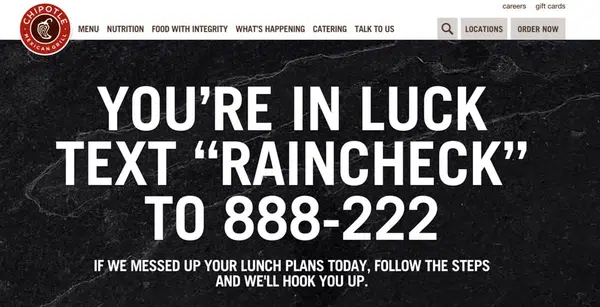 careers gift cards
CHIPOTLE
MEXICAN GRILL
MENU NUTRITION FOOD WITH INTEGRITY WHAT'S HAPPENING CATERING TALK TO US LOCATIONS ORDER NOW
YOU'RE IN LUCK
TEXT “RAINCHECK”
TO 888-222
IF WE MESSED UP YOUR LUNCH PLANS TODAY, FOLLOW THE STEPS
AND WE'LL HOOK YOU UP.